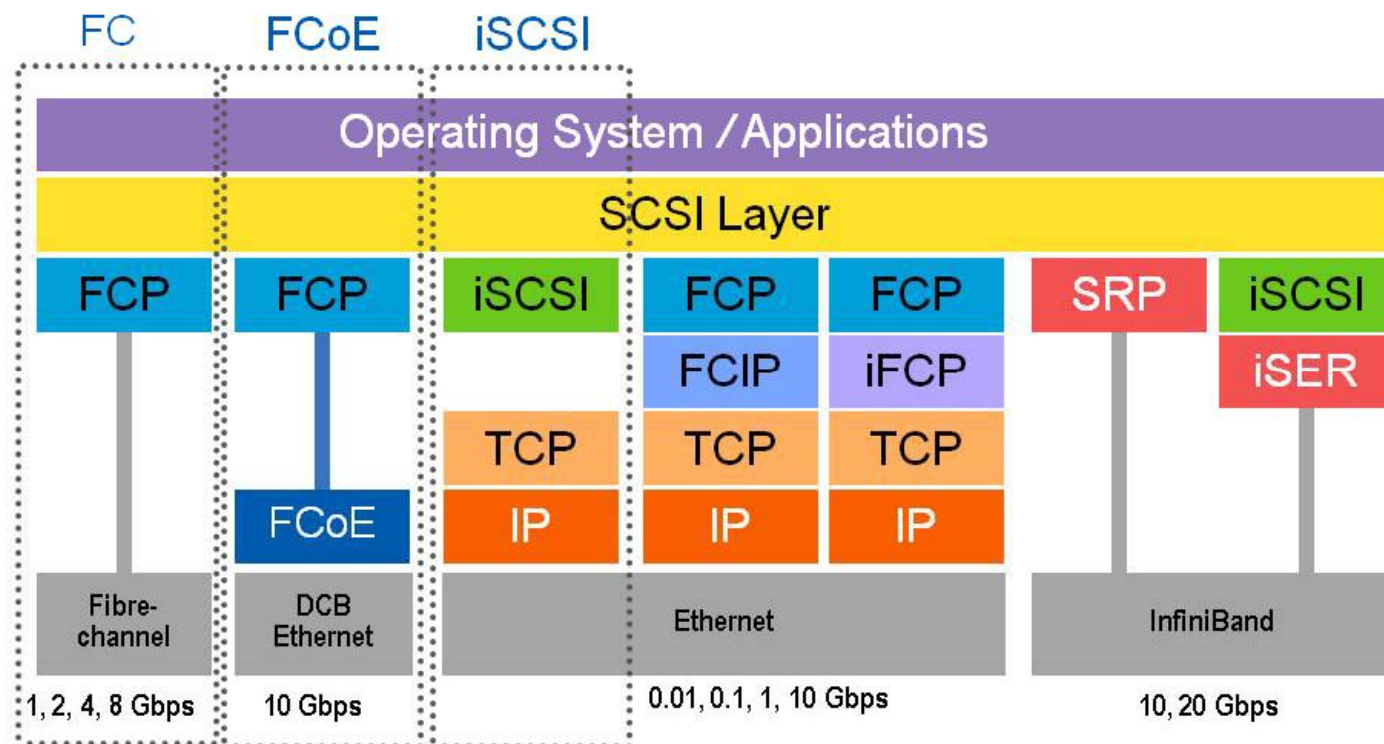 FC FCoE iSCSI
Operating System / Applications
SCSI Layer
FCP FCP iSCSI FCP FCP SRP iSCSI
FCIP iFCP iSER
TCP TCP TCP
FCoE IP IP IP
Fibre-
channel
DCB
Ethernet
Ethernet
InfiniBand
1, 2, 4, 8 Gbps
10 Gbps
0.01, 0.1, 1, 10 Gbps
10, 20 Gbps